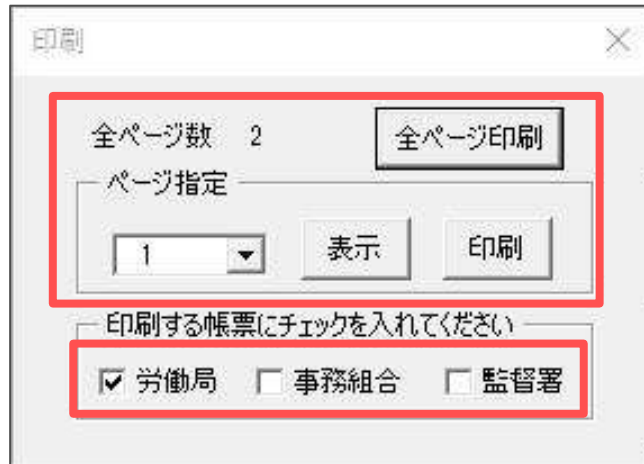 印刷
全ページ数 2 全ページ印刷
ページ指定
1 表示 印刷
印刷する帳票にチェックを入れてください
労働局 事務組合 監督署